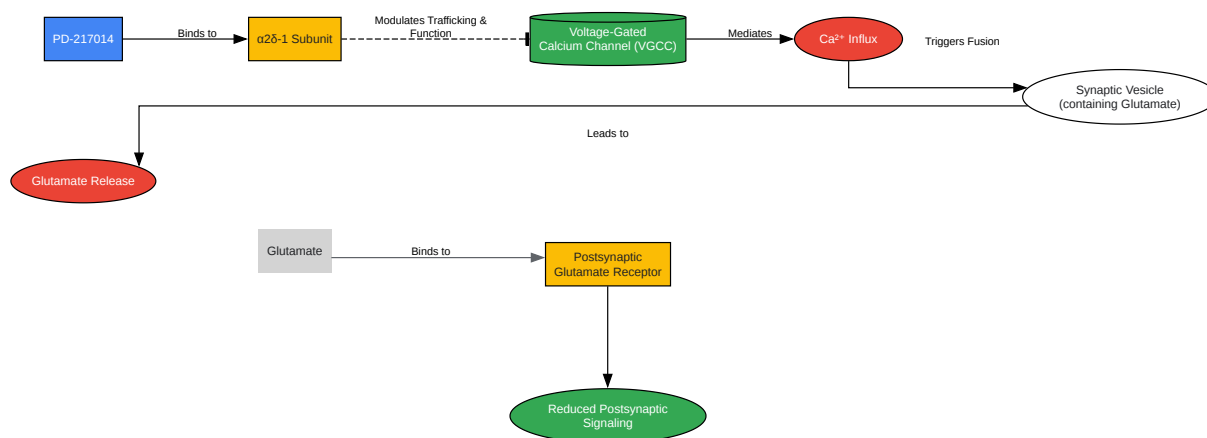 PD-217014
Binds to
α2δ-1 Subunit
Modulates Trafficking &
Function
Voltage-Gated
Calcium Channel (VGCC)
Mediates
Ca²⁺ Influx
Triggers Fusion
Synaptic Vesicle
(containing Glutamate)
Leads to
Glutamate Release
Glutamate
Binds to
Postsynaptic
Glutamate Receptor
Reduced Postsynaptic
Signaling